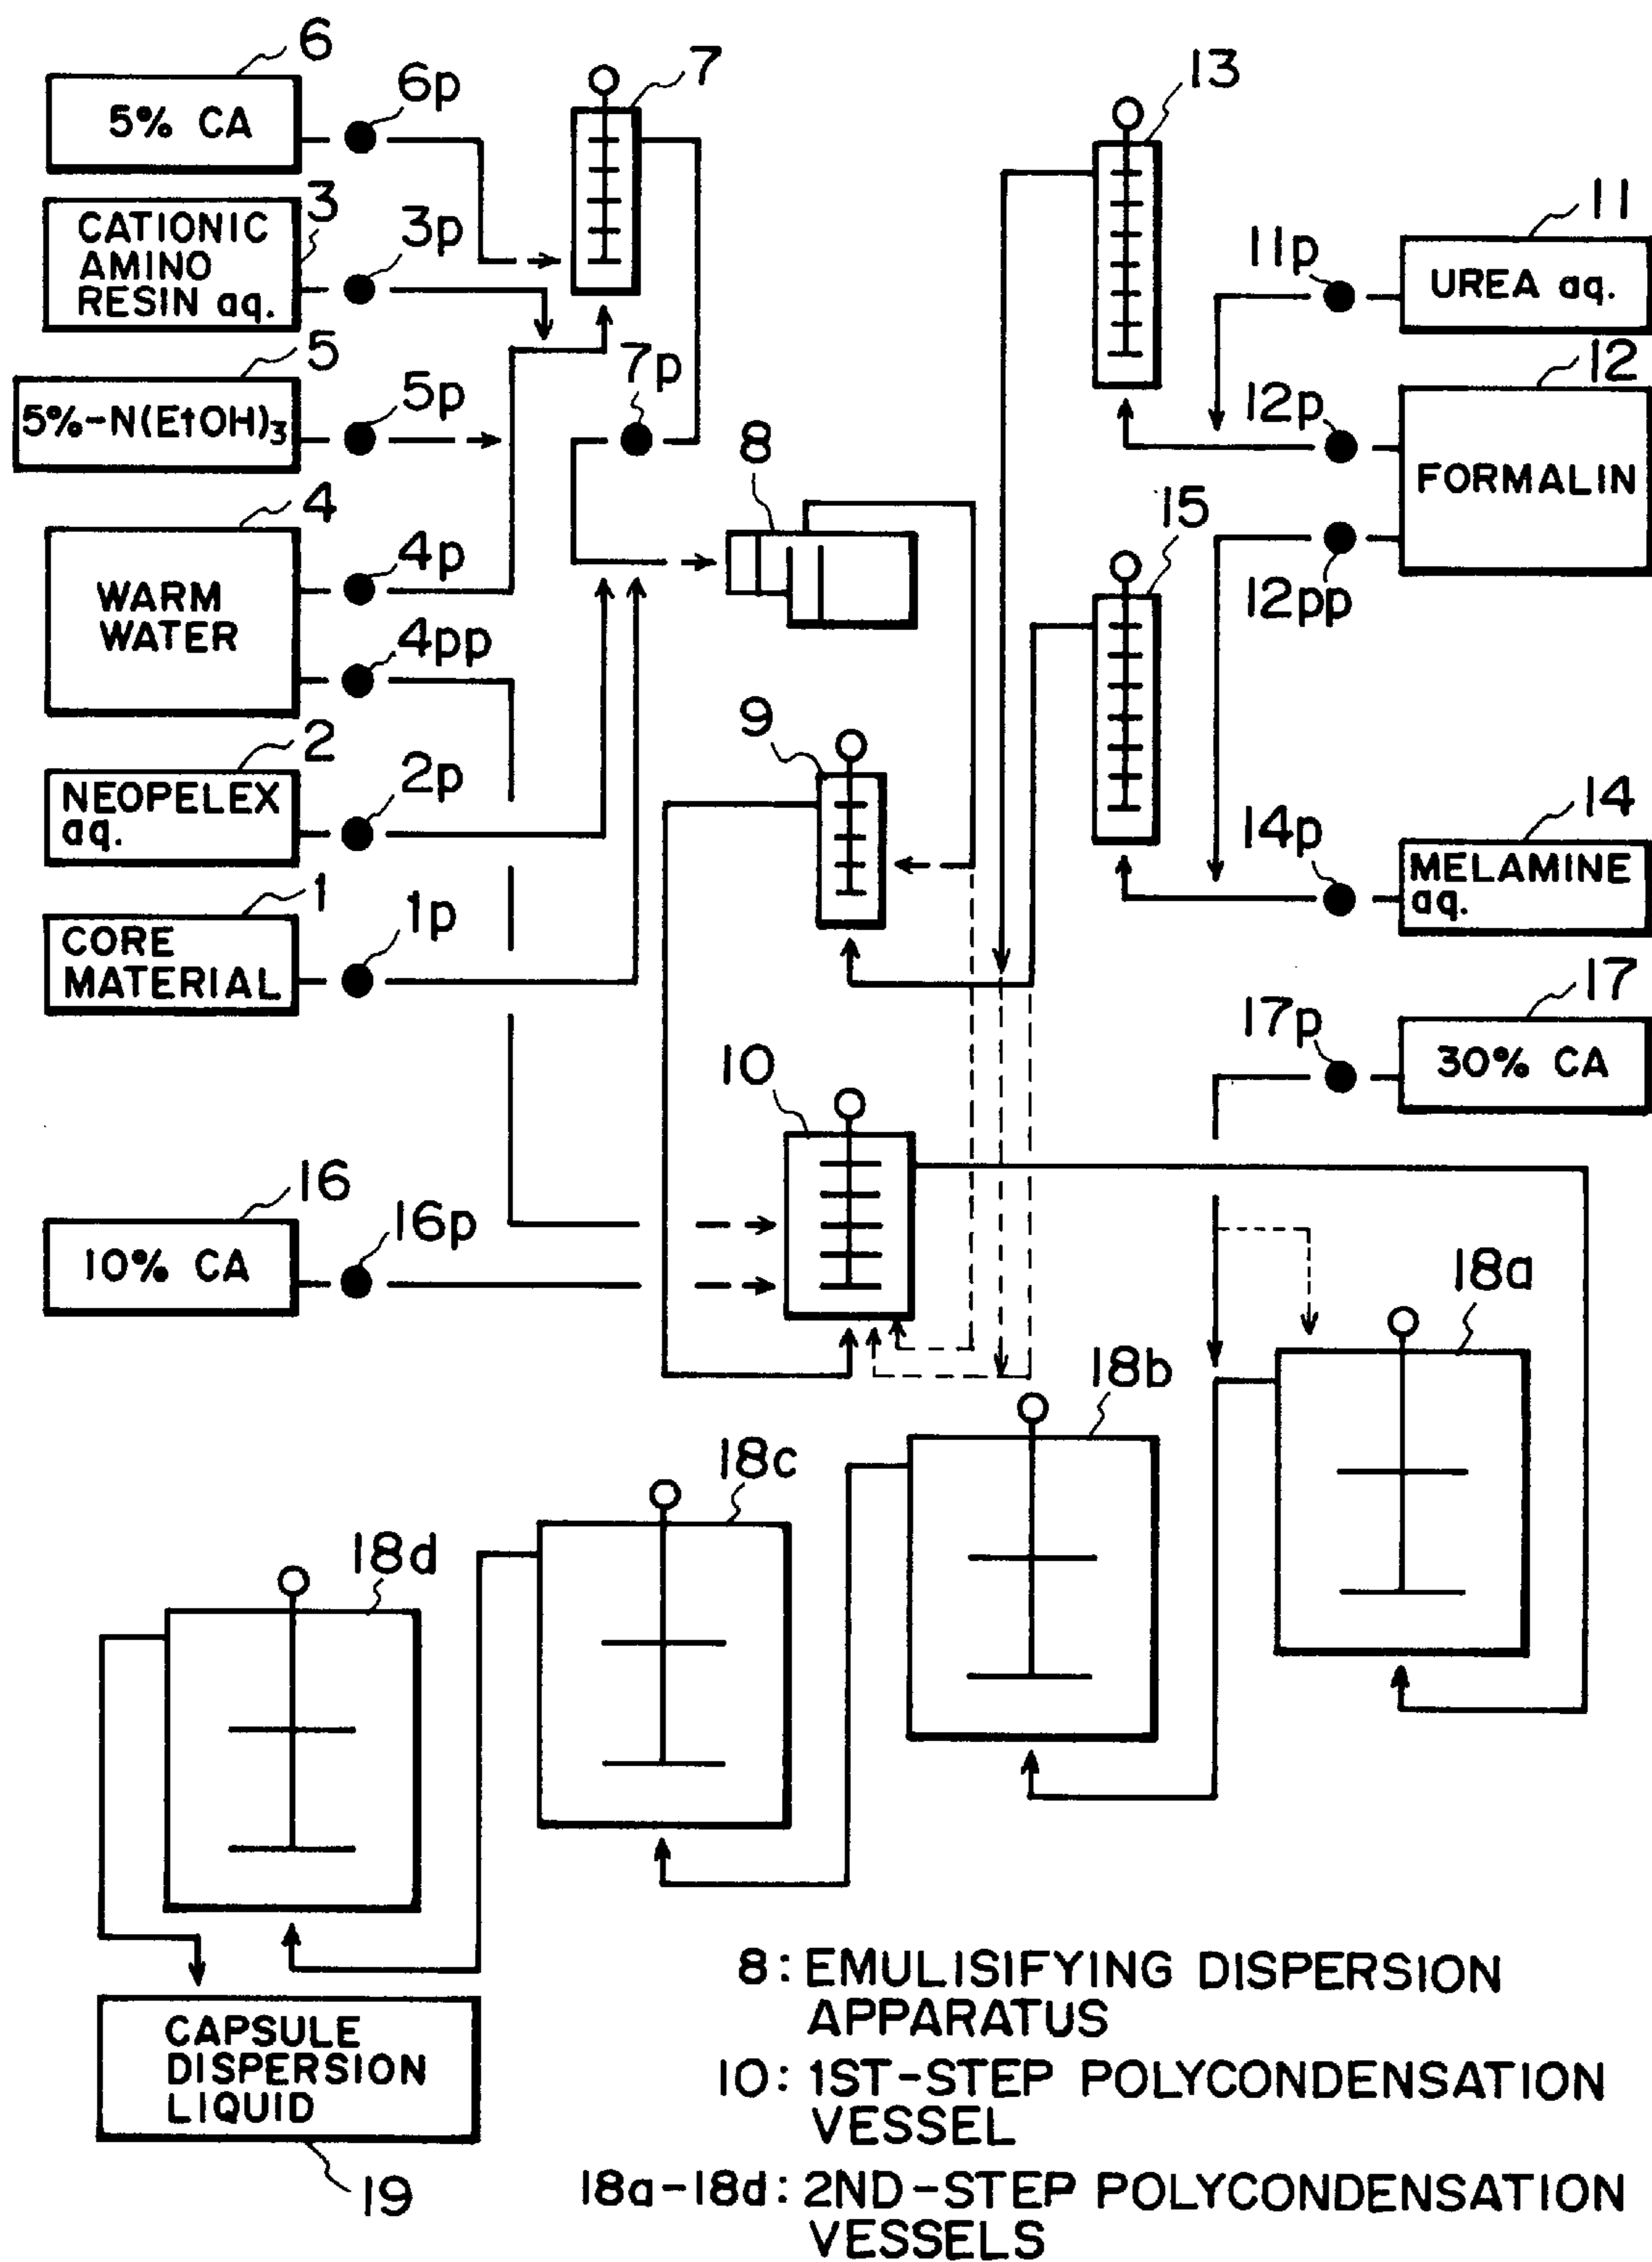 6
5% CA
6p
7
3
CATIONIC
AMINO
RESIN aq.
3p
5
5%-N(EtOH)3
5p
7p
4
WARM
WATER
4p
4pp
8
2
NEOPELEX
aq.
2p
9
1
CORE
MATERIAL
1p
10
16
10% CA
16p
13
11
UREA aq.
11p
12
FORMALIN
12p
12pp
15
14
MELAMINE
aq.
14p
17
30% CA
17p
18a
18b
18c
18d
CAPSULE
DISPERSION
LIQUID
19
8: EMULISIFYING DISPERSION
APPARATUS
10: 1ST-STEP POLYCONDENSATION
VESSEL
18a-18d: 2ND-STEP POLYCONDENSATION
VESSELS